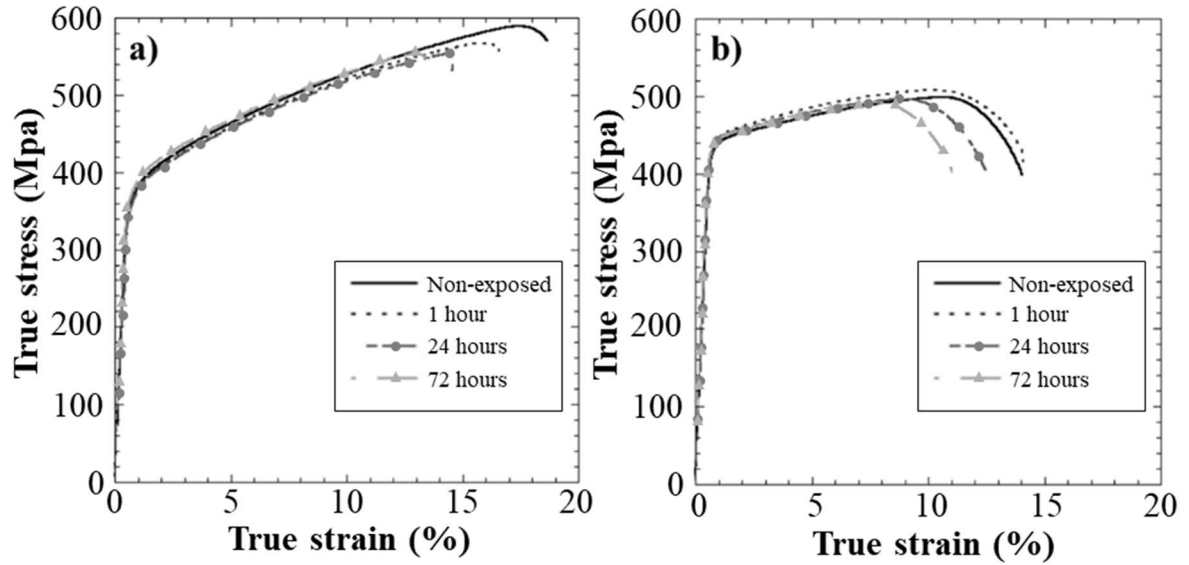 a)
True stress (Mpa)
600
500
400
300
200
100
0
0
5
10
15
20
True strain (%)
Non-exposed
1 hour
24 hours
72 hours
b)
True stress (Mpa)
600
500
400
300
200
100
0
0
5
10
15
20
True strain (%)
Non-exposed
1 hour
24 hours
72 hours